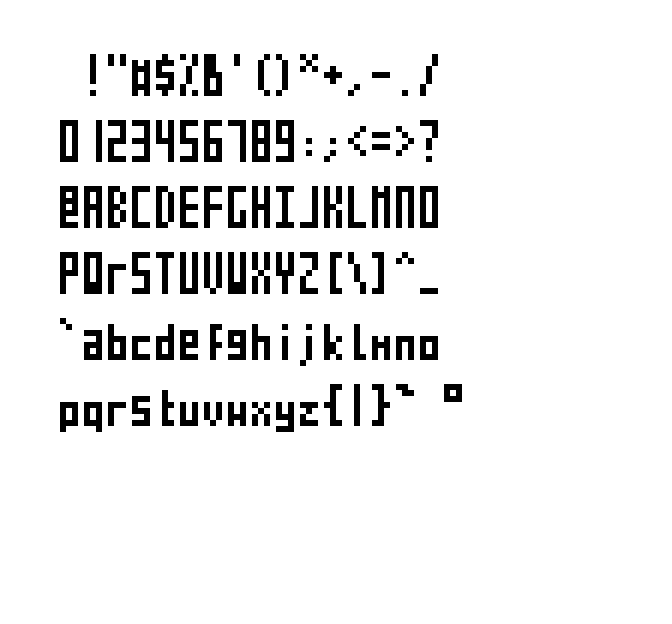 !"#$%&'()*+,-./
0123456789:;<=>?
@ABCDEFGHIJKLMNO
PQrSTUVWXYZ[\]^_
`abcdefghijklmno
pqrstuvwxyz{|}~ °